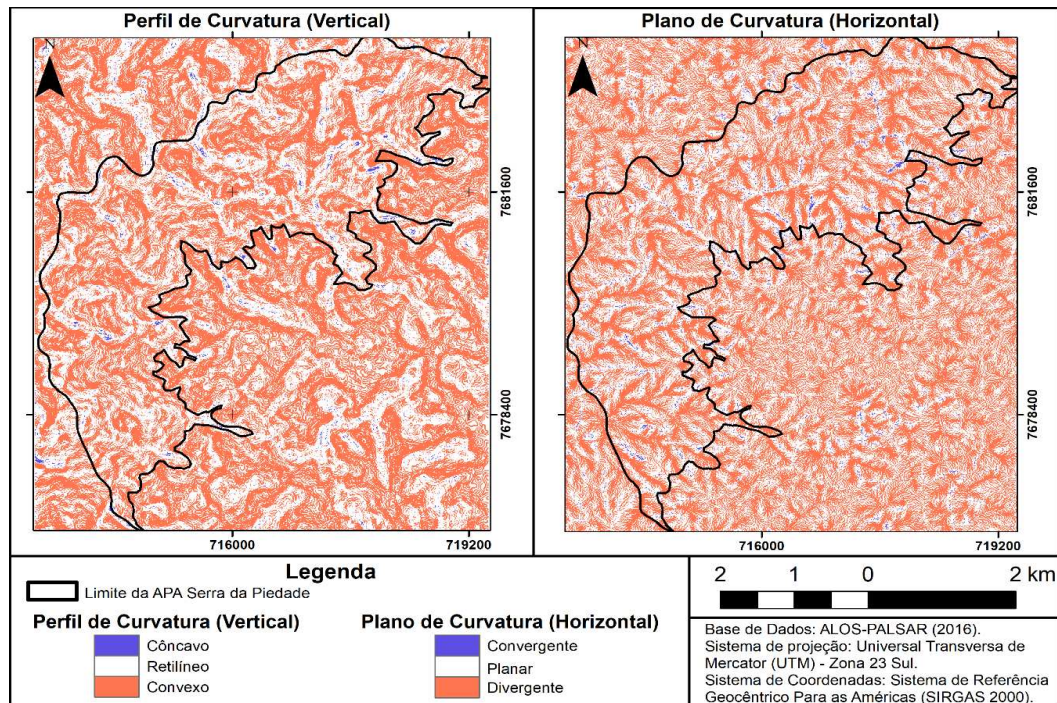 Perfil de Curvatura (Vertical)
Plano de Curvatura (Horizontal)
N
N
7681600
7681600
7678400
7678400
716000
719200
716000
719200
Legenda
Limite da APA Serra da Piedade
Perfil de Curvatura (Vertical)
Côncavo
Retilíneo
Convexo
Plano de Curvatura (Horizontal)
Convergente
Planar
Divergente
2 1 0 2 km
Base de Dados: ALOS-PALSAR (2016).
Sistema de projeção: Universal Transversa de
Mercator (UTM) - Zona 23 Sul.
Sistema de Coordenadas: Sistema de Referência
Geocêntrico Para as Américas (SIRGAS 2000).